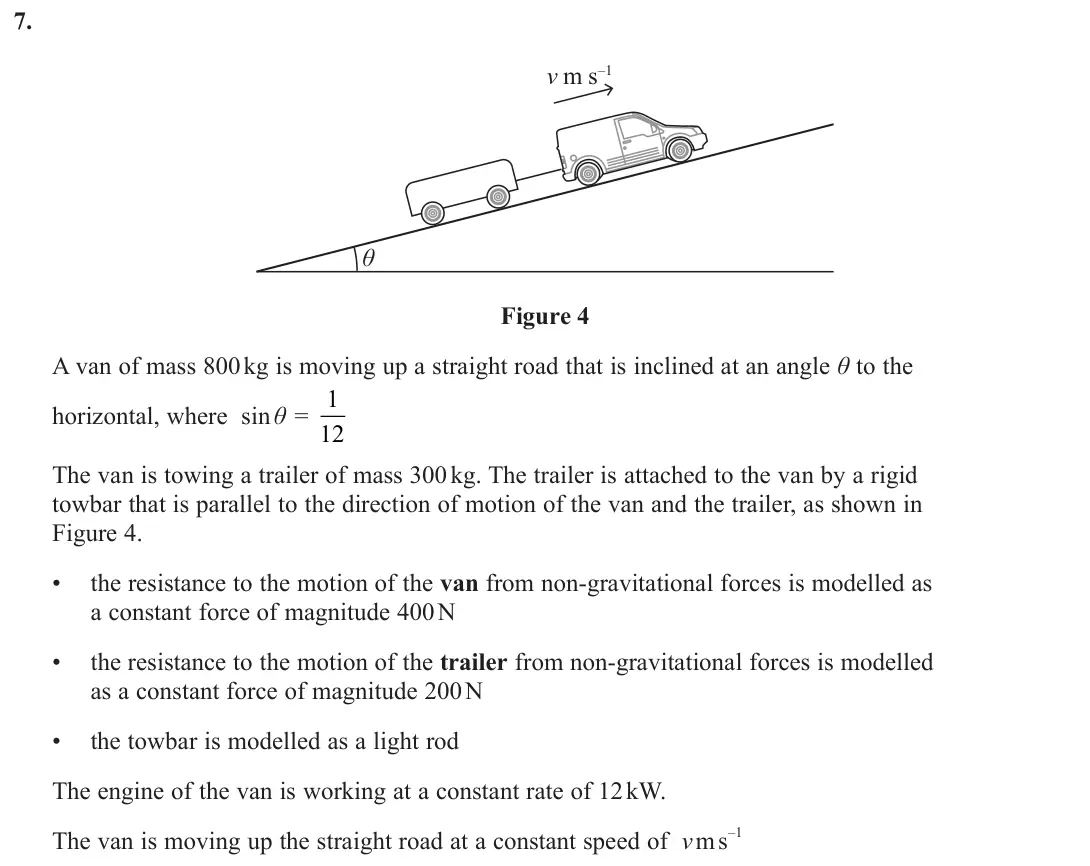 7.
v m s⁻¹
θ
Figure 4
A van of mass 800 kg is moving up a straight road that is inclined at an angle θ to the
horizontal, where sin θ = 1/12
The van is towing a trailer of mass 300 kg. The trailer is attached to the van by a rigid
towbar that is parallel to the direction of motion of the van and the trailer, as shown in
Figure 4.
• the resistance to the motion of the van from non-gravitational forces is modelled as
a constant force of magnitude 400 N
• the resistance to the motion of the trailer from non-gravitational forces is modelled
as a constant force of magnitude 200 N
• the towbar is modelled as a light rod
The engine of the van is working at a constant rate of 12 kW.
The van is moving up the straight road at a constant speed of v m s⁻¹